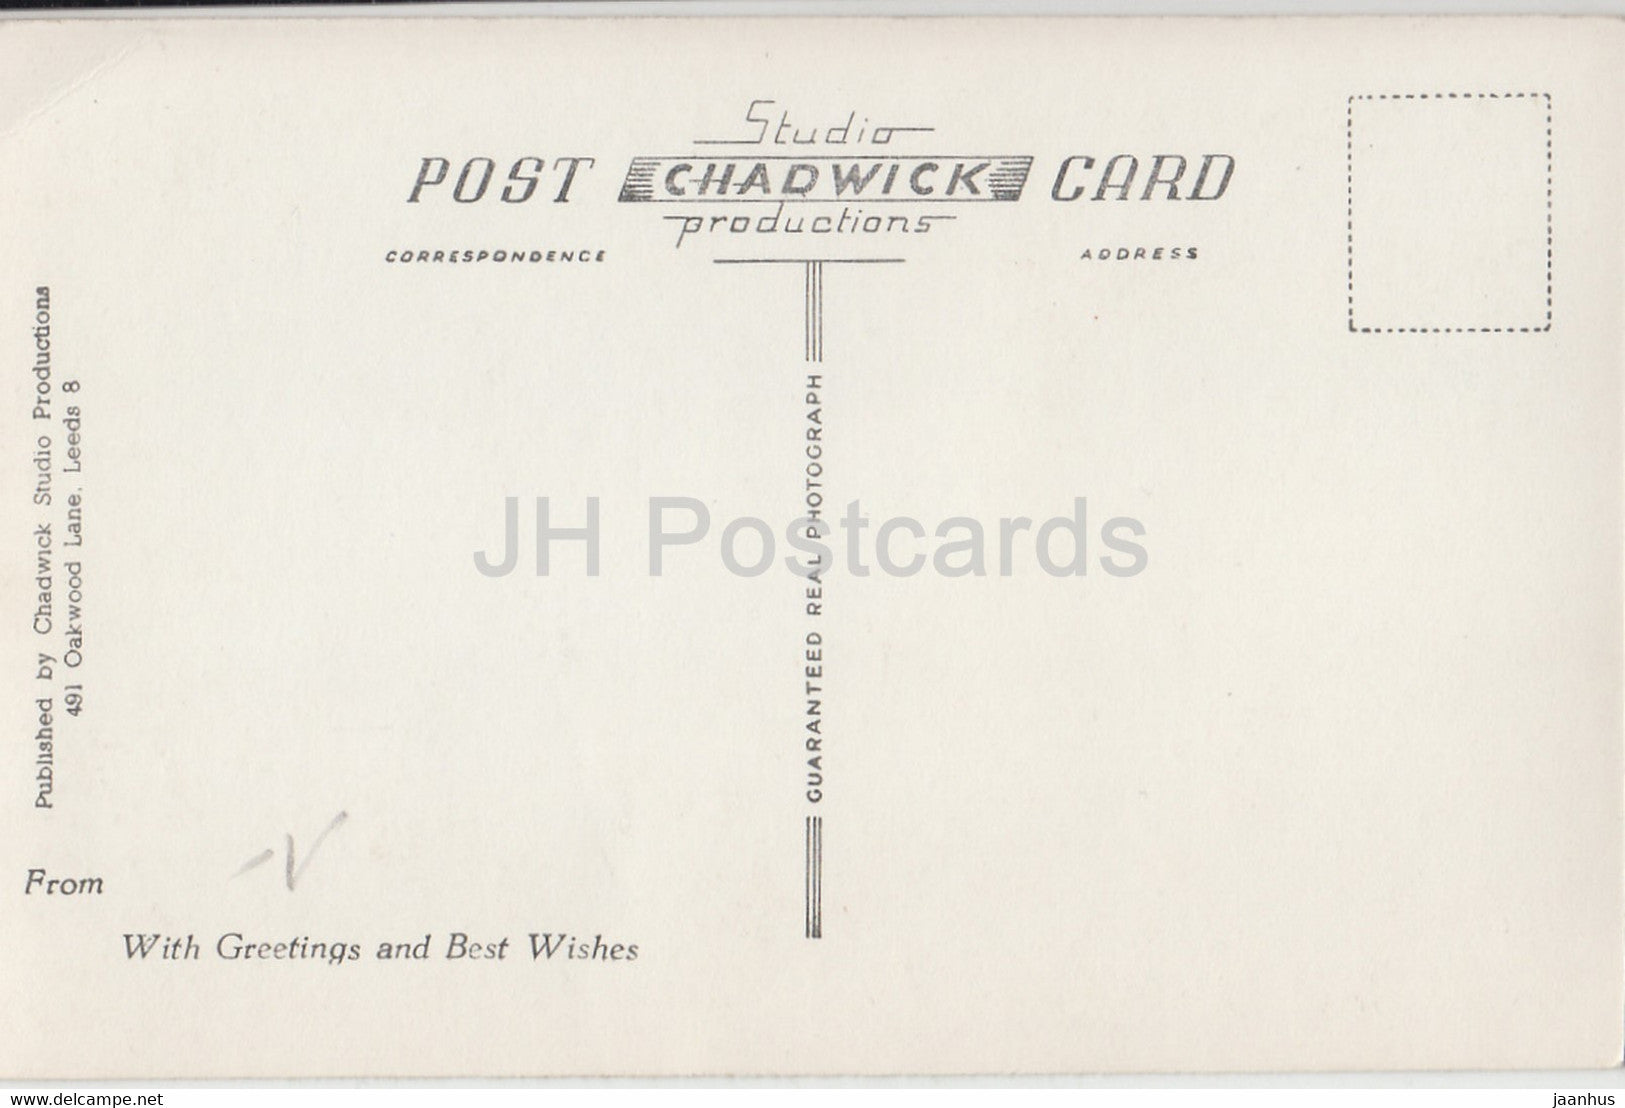 Studio
POST CHADWICK CARD
productions
CORRESPONDENCE
ADDRESS
Published by Chadwick Studio Productions
491 Oakwood Lane, Leeds 8
GUARANTEED REAL PHOTOGRAPH
JH Postcards
From
With Greetings and Best Wishes
www.delcampe.net
jaanhus